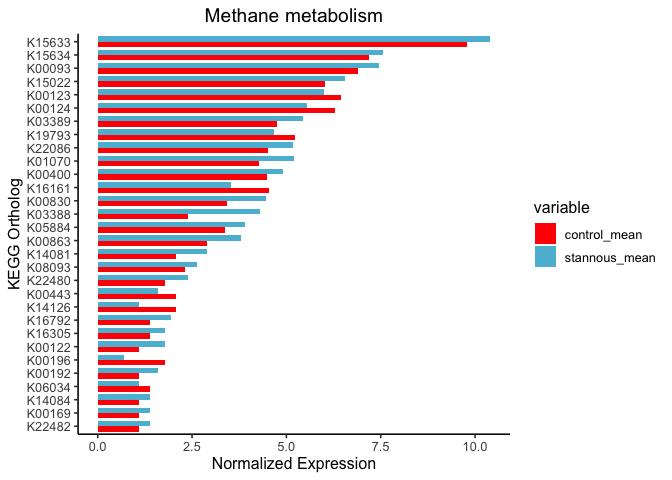 Methane metabolism
KEGG Ortholog
K15633
K15634
K00093
K15022
K00123
K00124
K03389
K19793
K22086
K01070
K00400
K16161
K00830
K03388
K05884
K00863
K14081
K08093
K22480
K00443
K14126
K16792
K16305
K00122
K00196
K00192
K06034
K14084
K00169
K22482
0.0 2.5 5.0 7.5 10.0
Normalized Expression
variable
control_mean
stannous_mean